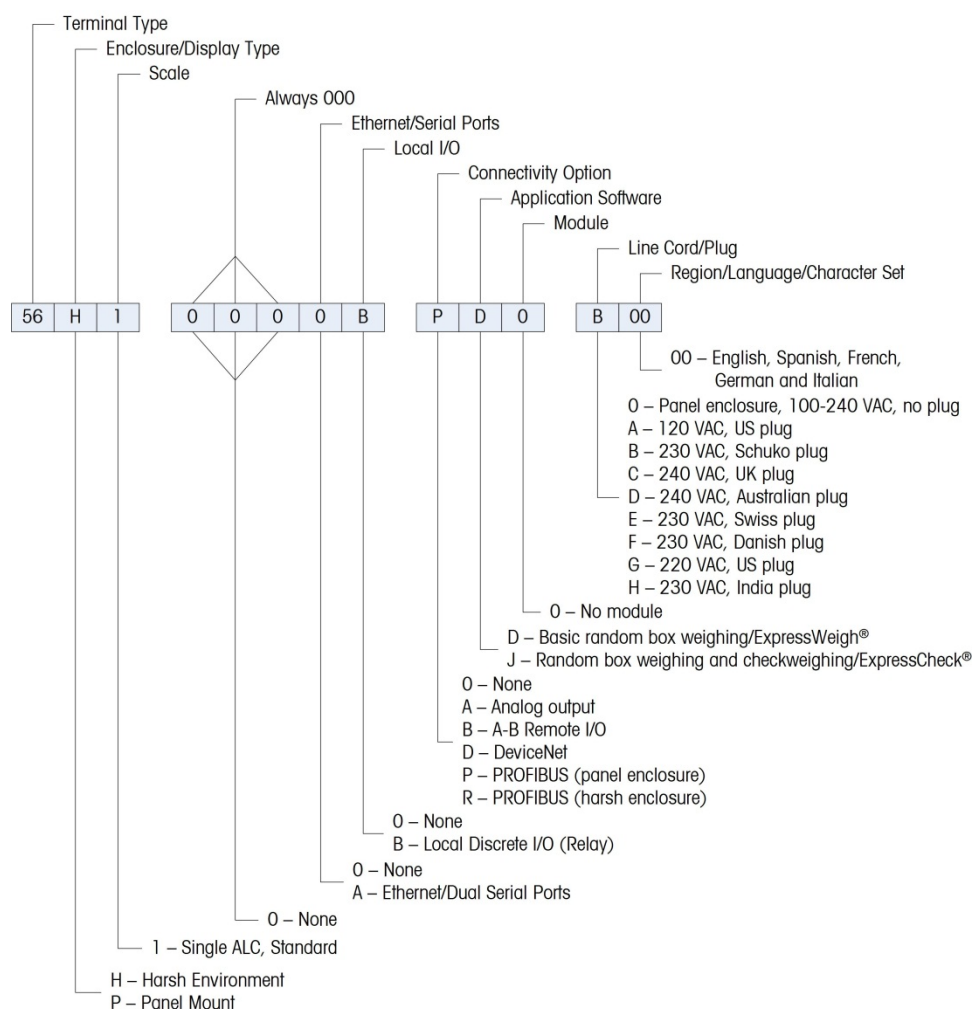 Terminal Type
Enclosure/Display Type
Scale
Always 000
Ethernet/Serial Ports
Local I/O
Connectivity Option
Application Software
Module
Line Cord/Plug
Region/Language/Character Set
56 H 1 0 0 0 0 B P D 0 B 00
00 – English, Spanish, French,
German and Italian
0 – Panel enclosure, 100-240 VAC, no plug
A – 120 VAC, US plug
B – 230 VAC, Schuko plug
C – 240 VAC, UK plug
D – 240 VAC, Australian plug
E – 230 VAC, Swiss plug
F – 230 VAC, Danish plug
G – 220 VAC, US plug
H – 230 VAC, India plug
0 – No module
D – Basic random box weighing/ExpressWeigh®
J – Random box weighing and checkweighing/ExpressCheck®
0 – None
A – Analog output
B – A-B Remote I/O
D – DeviceNet
P – PROFIBUS (panel enclosure)
R – PROFIBUS (harsh enclosure)
0 – None
B – Local Discrete I/O (Relay)
0 – None
A – Ethernet/Dual Serial Ports
0 – None
1 – Single ALC, Standard
H – Harsh Environment
P – Panel Mount